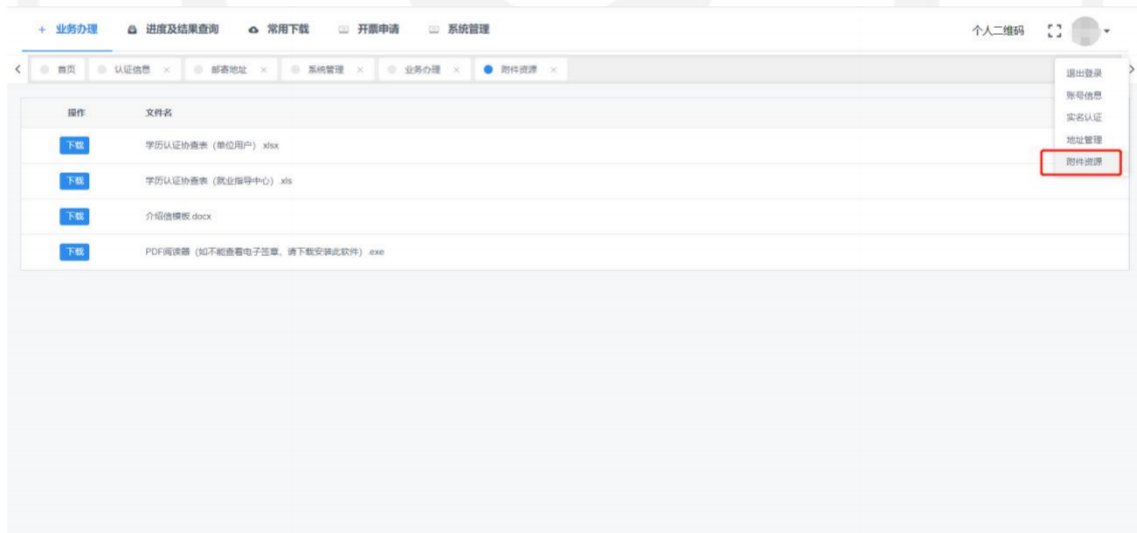 + 业务办理 进度及结果查询 常用下载 开票申请 系统管理 个人二维码
首页 认证信息 × 邮寄地址 × 系统管理 × 业务办理 × 附件资源 ×
退出登录
账号信息
实名认证
地址管理
附件资源
操作 文件名
下载 学历认证协查表（单位用户）.xlsx
下载 学历认证协查表（就业指导中心）.xls
下载 介绍信模板.docx
下载 PDF阅读器（如不能查看电子签章，请下载安装此软件）.exe